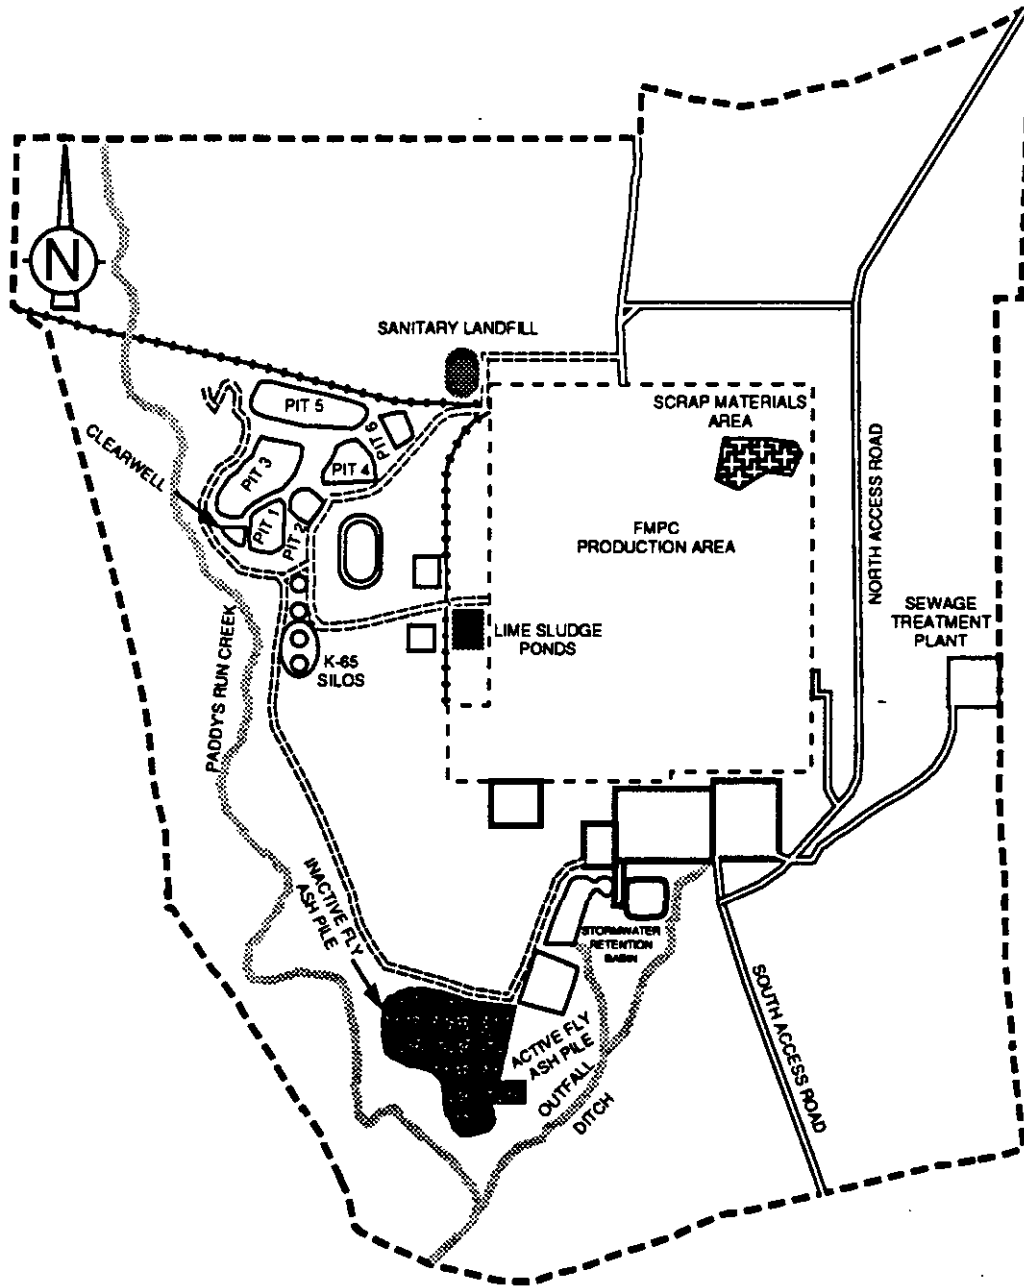 N
SANITARY LANDFILL
SCRAP MATERIALS
AREA
PIT 5
PIT 6
CLEARWELL
PIT 3
PIT 4
PIT 1
PIT 2
FMPC
PRODUCTION AREA
NORTH ACCESS ROAD
SEWAGE
TREATMENT
PLANT
LIME SLUDGE
PONDS
K-65
SILOS
PADDY'S RUN CREEK
INACTIVE FLY
ASH PILE
STORMWATER
RETENTION
BASIN
SOUTH ACCESS ROAD
ACTIVE FLY
ASH PILE
OUTFALL
DITCH